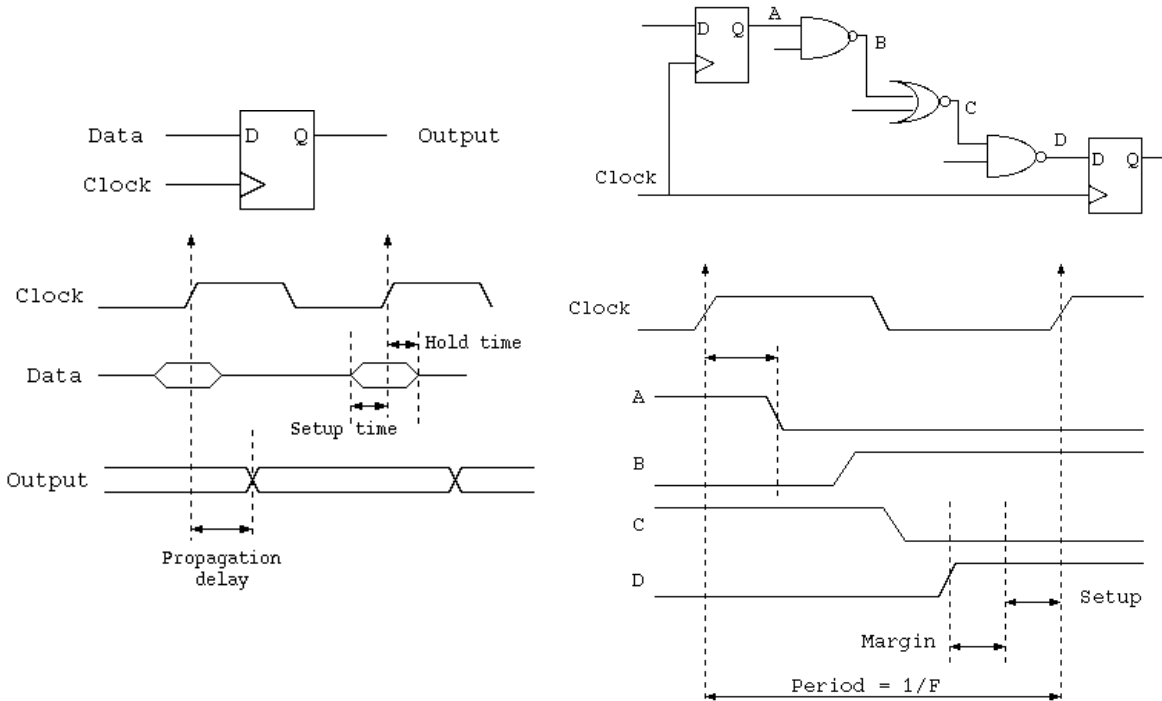 Data
D
Q
Output
Clock
Clock
Hold time
Data
Setup time
Output
Propagation
delay
A
D
Q
B
C
D
D
Q
Clock
Clock
A
B
C
D
Setup
Margin
Period = 1/F